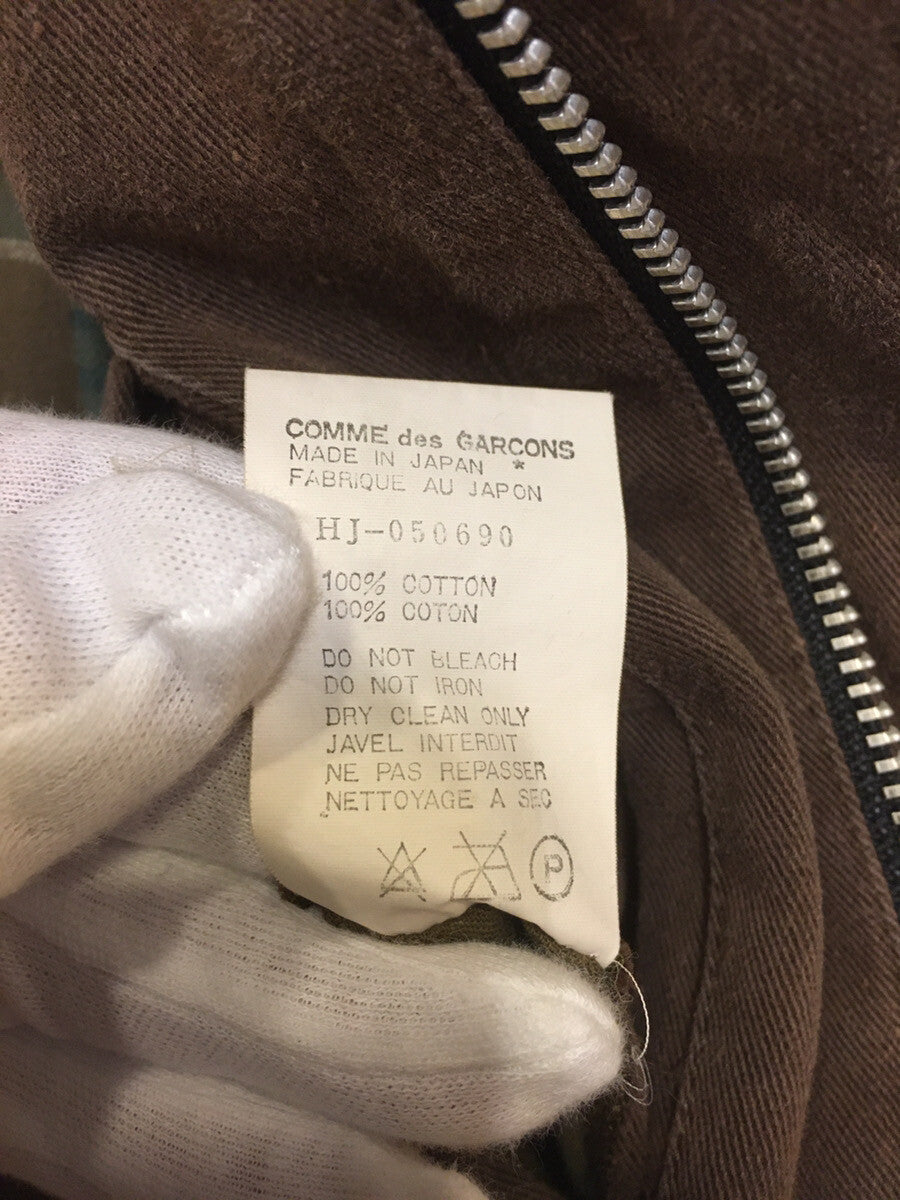 COMME des GARCONS
MADE IN JAPAN *
FABRIQUE AU JAPON
HJ-050690
100% COTTON
100% COTON
DO NOT BLEACH
DO NOT IRON
DRY CLEAN ONLY
JAVEL INTERDIT
NE PAS REPASSER
NETTOYAGE A SEC
P